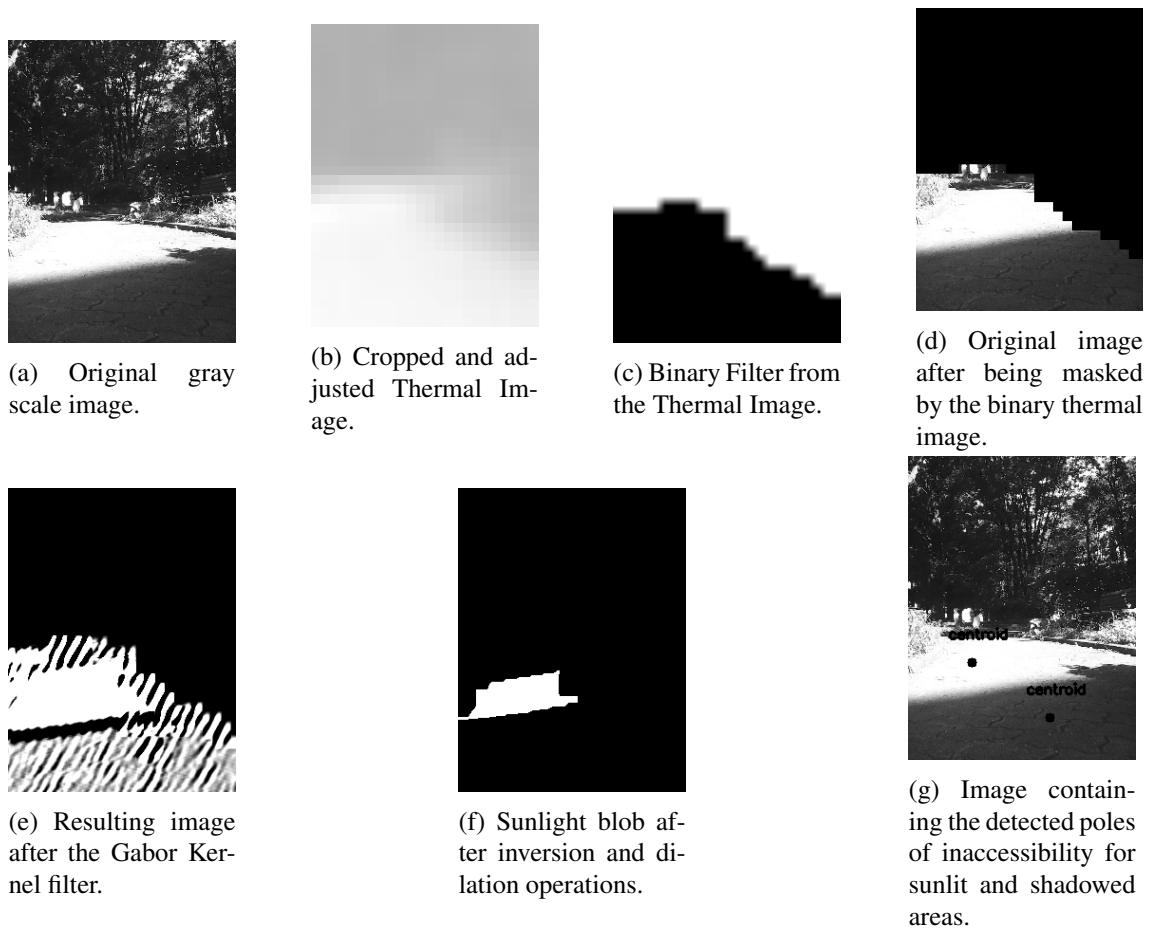 (a) Original gray
scale image.
(b) Cropped and ad-
justed Thermal Im-
age.
(c) Binary Filter from
the Thermal Image.
(d) Original image
after being masked
by the binary thermal
image.
(e) Resulting image
after the Gabor Ker-
nel filter.
(f) Sunlight blob af-
ter inversion and di-
lation operations.
centroid
centroid
(g) Image contain-
ing the detected poles
of inaccessibility for
sunlit and shadowed
areas.